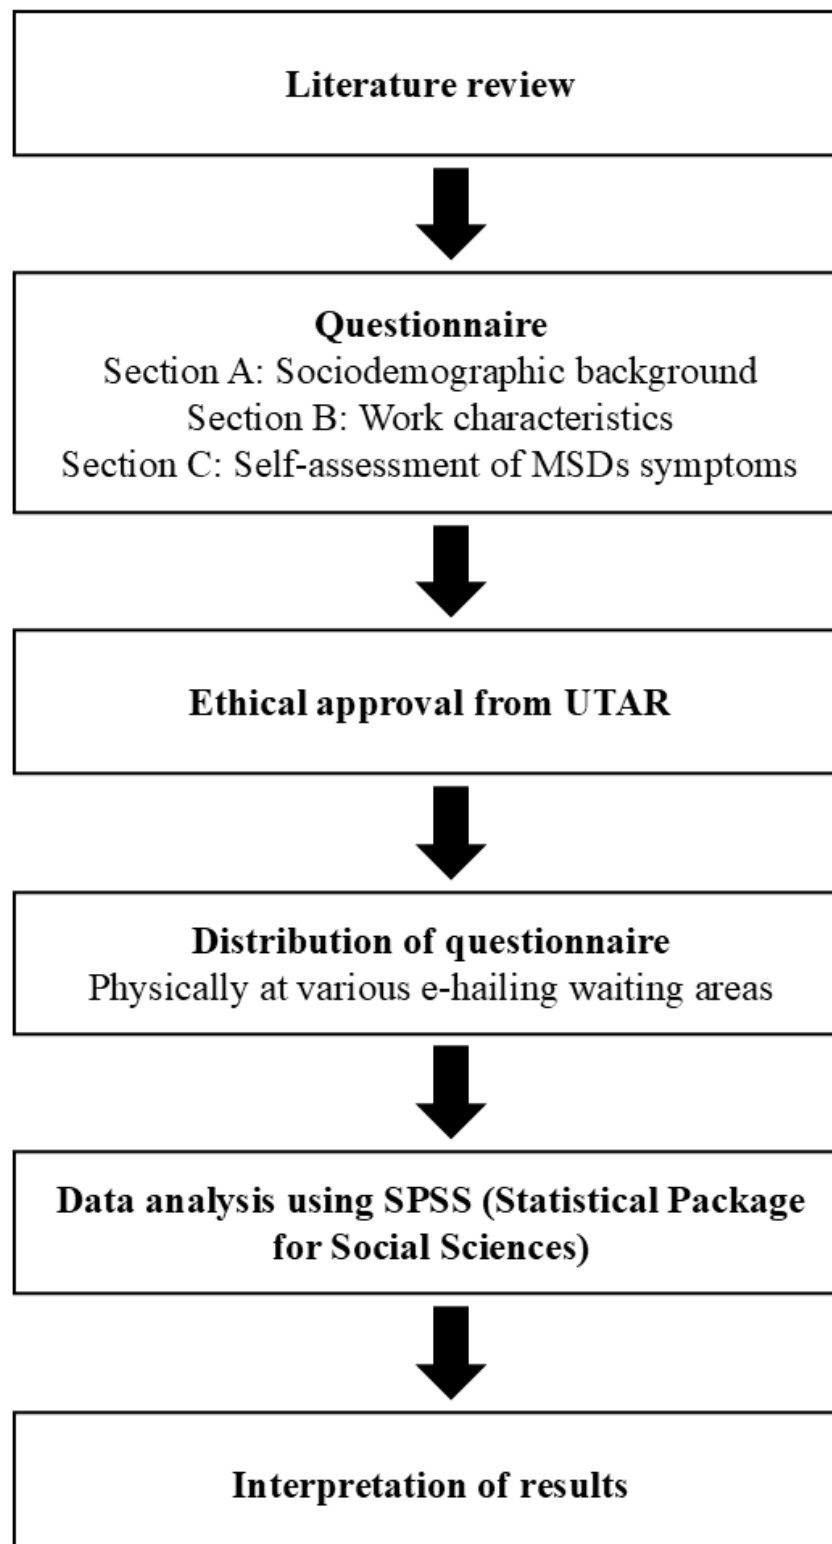 Literature review
Questionnaire
Section A: Sociodemographic background
Section B: Work characteristics
Section C: Self-assessment of MSDs symptoms
Ethical approval from UTAR
Distribution of questionnaire
Physically at various e-hailing waiting areas
Data analysis using SPSS (Statistical Package
for Social Sciences)
Interpretation of results